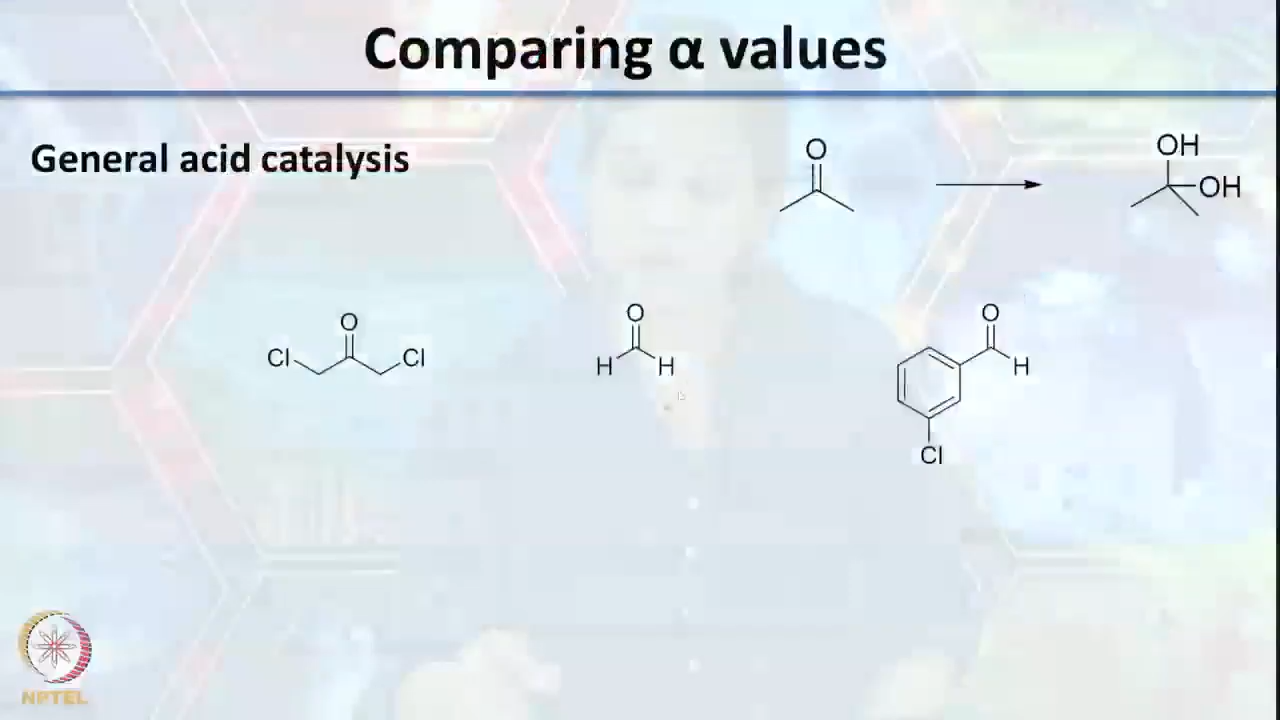 Comparing α values
General acid catalysis
O
OH
OH
O
Cl
Cl
O
H
H
O
H
Cl
NPTEL